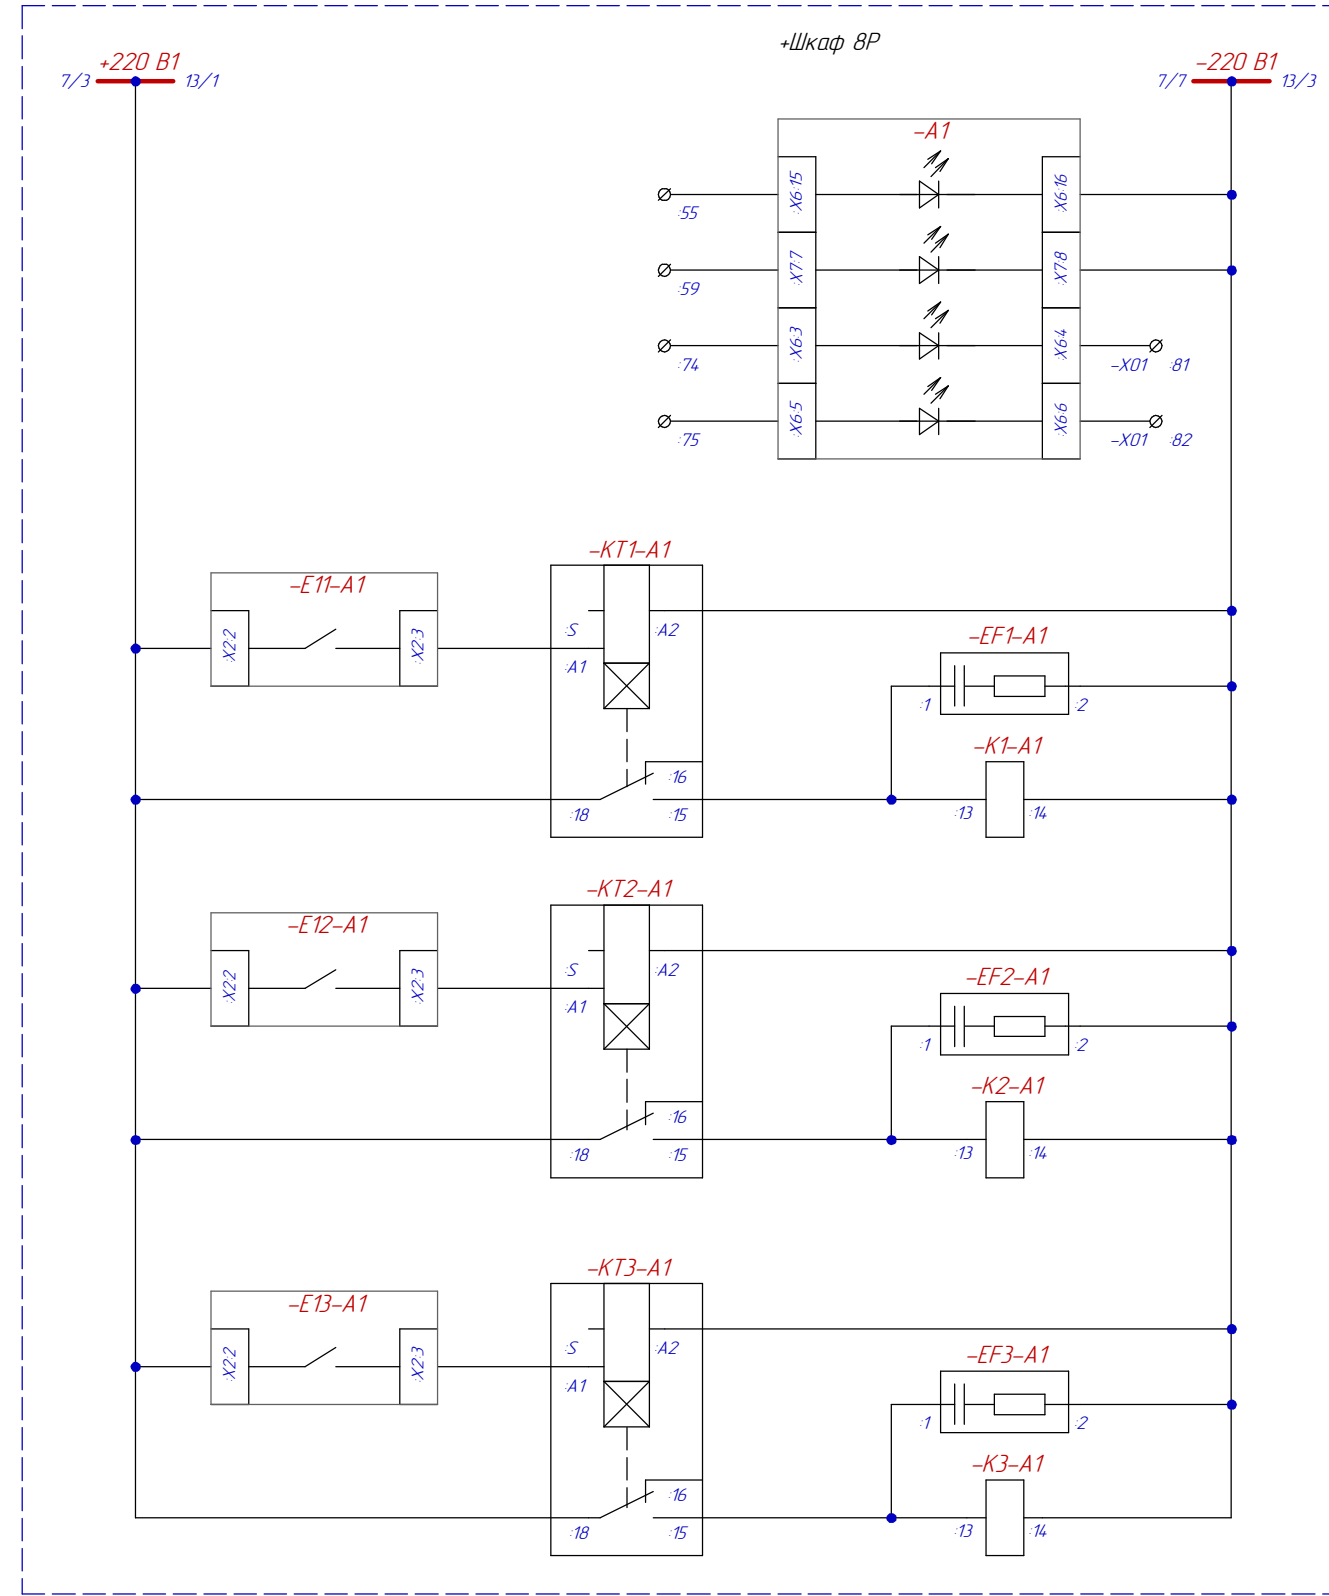 +Шкаф 8Р
+220 В1
7/3 13/1
-220 В1
7/7 13/3
-A1
:X6:15 :X6:16
:55
:X7:7 :X7:8
:59
:X6:3 :X6:4
:74 -X01 :81
:X6:5 :X6:6
:75 -X01 :82
-KT1-A1
-E11-A1
:X2:2 :X2:3
:S :A2
:A1
-EF1-A1
:1 :2
-K1-A1
:16
:18 :15
:13 :14
-KT2-A1
-E12-A1
:X2:2 :X2:3
:S :A2
:A1
-EF2-A1
:1 :2
-K2-A1
:16
:18 :15
:13 :14
-KT3-A1
-E13-A1
:X2:2 :X2:3
:S :A2
:A1
-EF3-A1
:1 :2
-K3-A1
:16
:18 :15
:13 :14